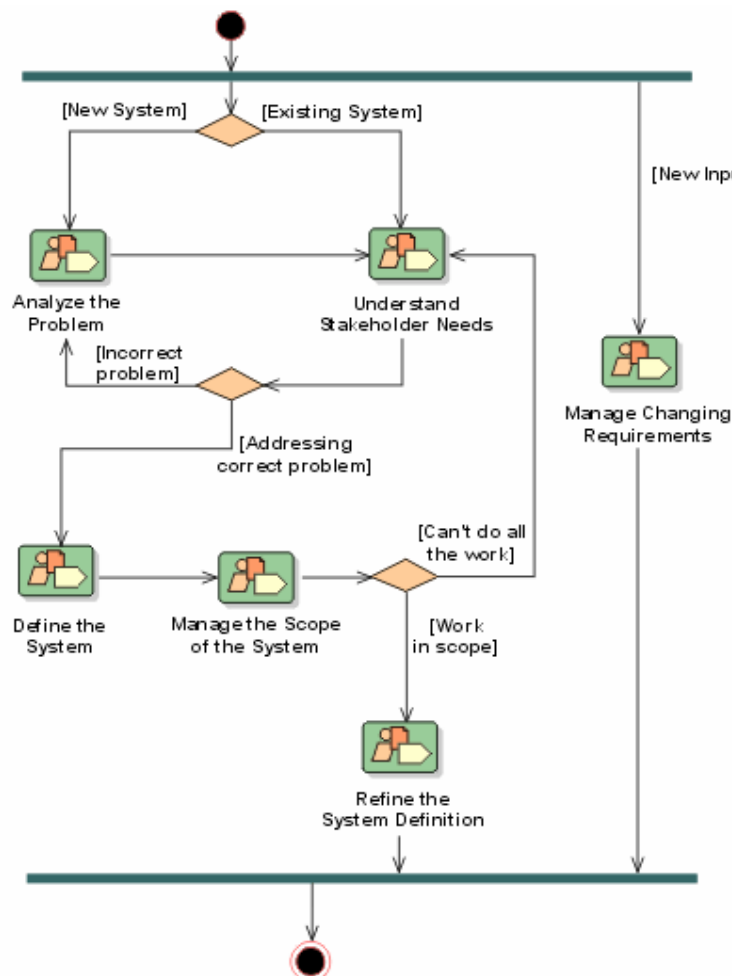 [New System]
[Existing System]
[New Inpu
Analyze the
Problem
Understand
Stakeholder Needs
[Incorrect
problem]
Manage Changing
Requirements
[Addressing
correct problem]
[Can't do all
the work]
Define the
System
Manage the Scope
of the System
[Work
in scope]
Refine the
System Definition